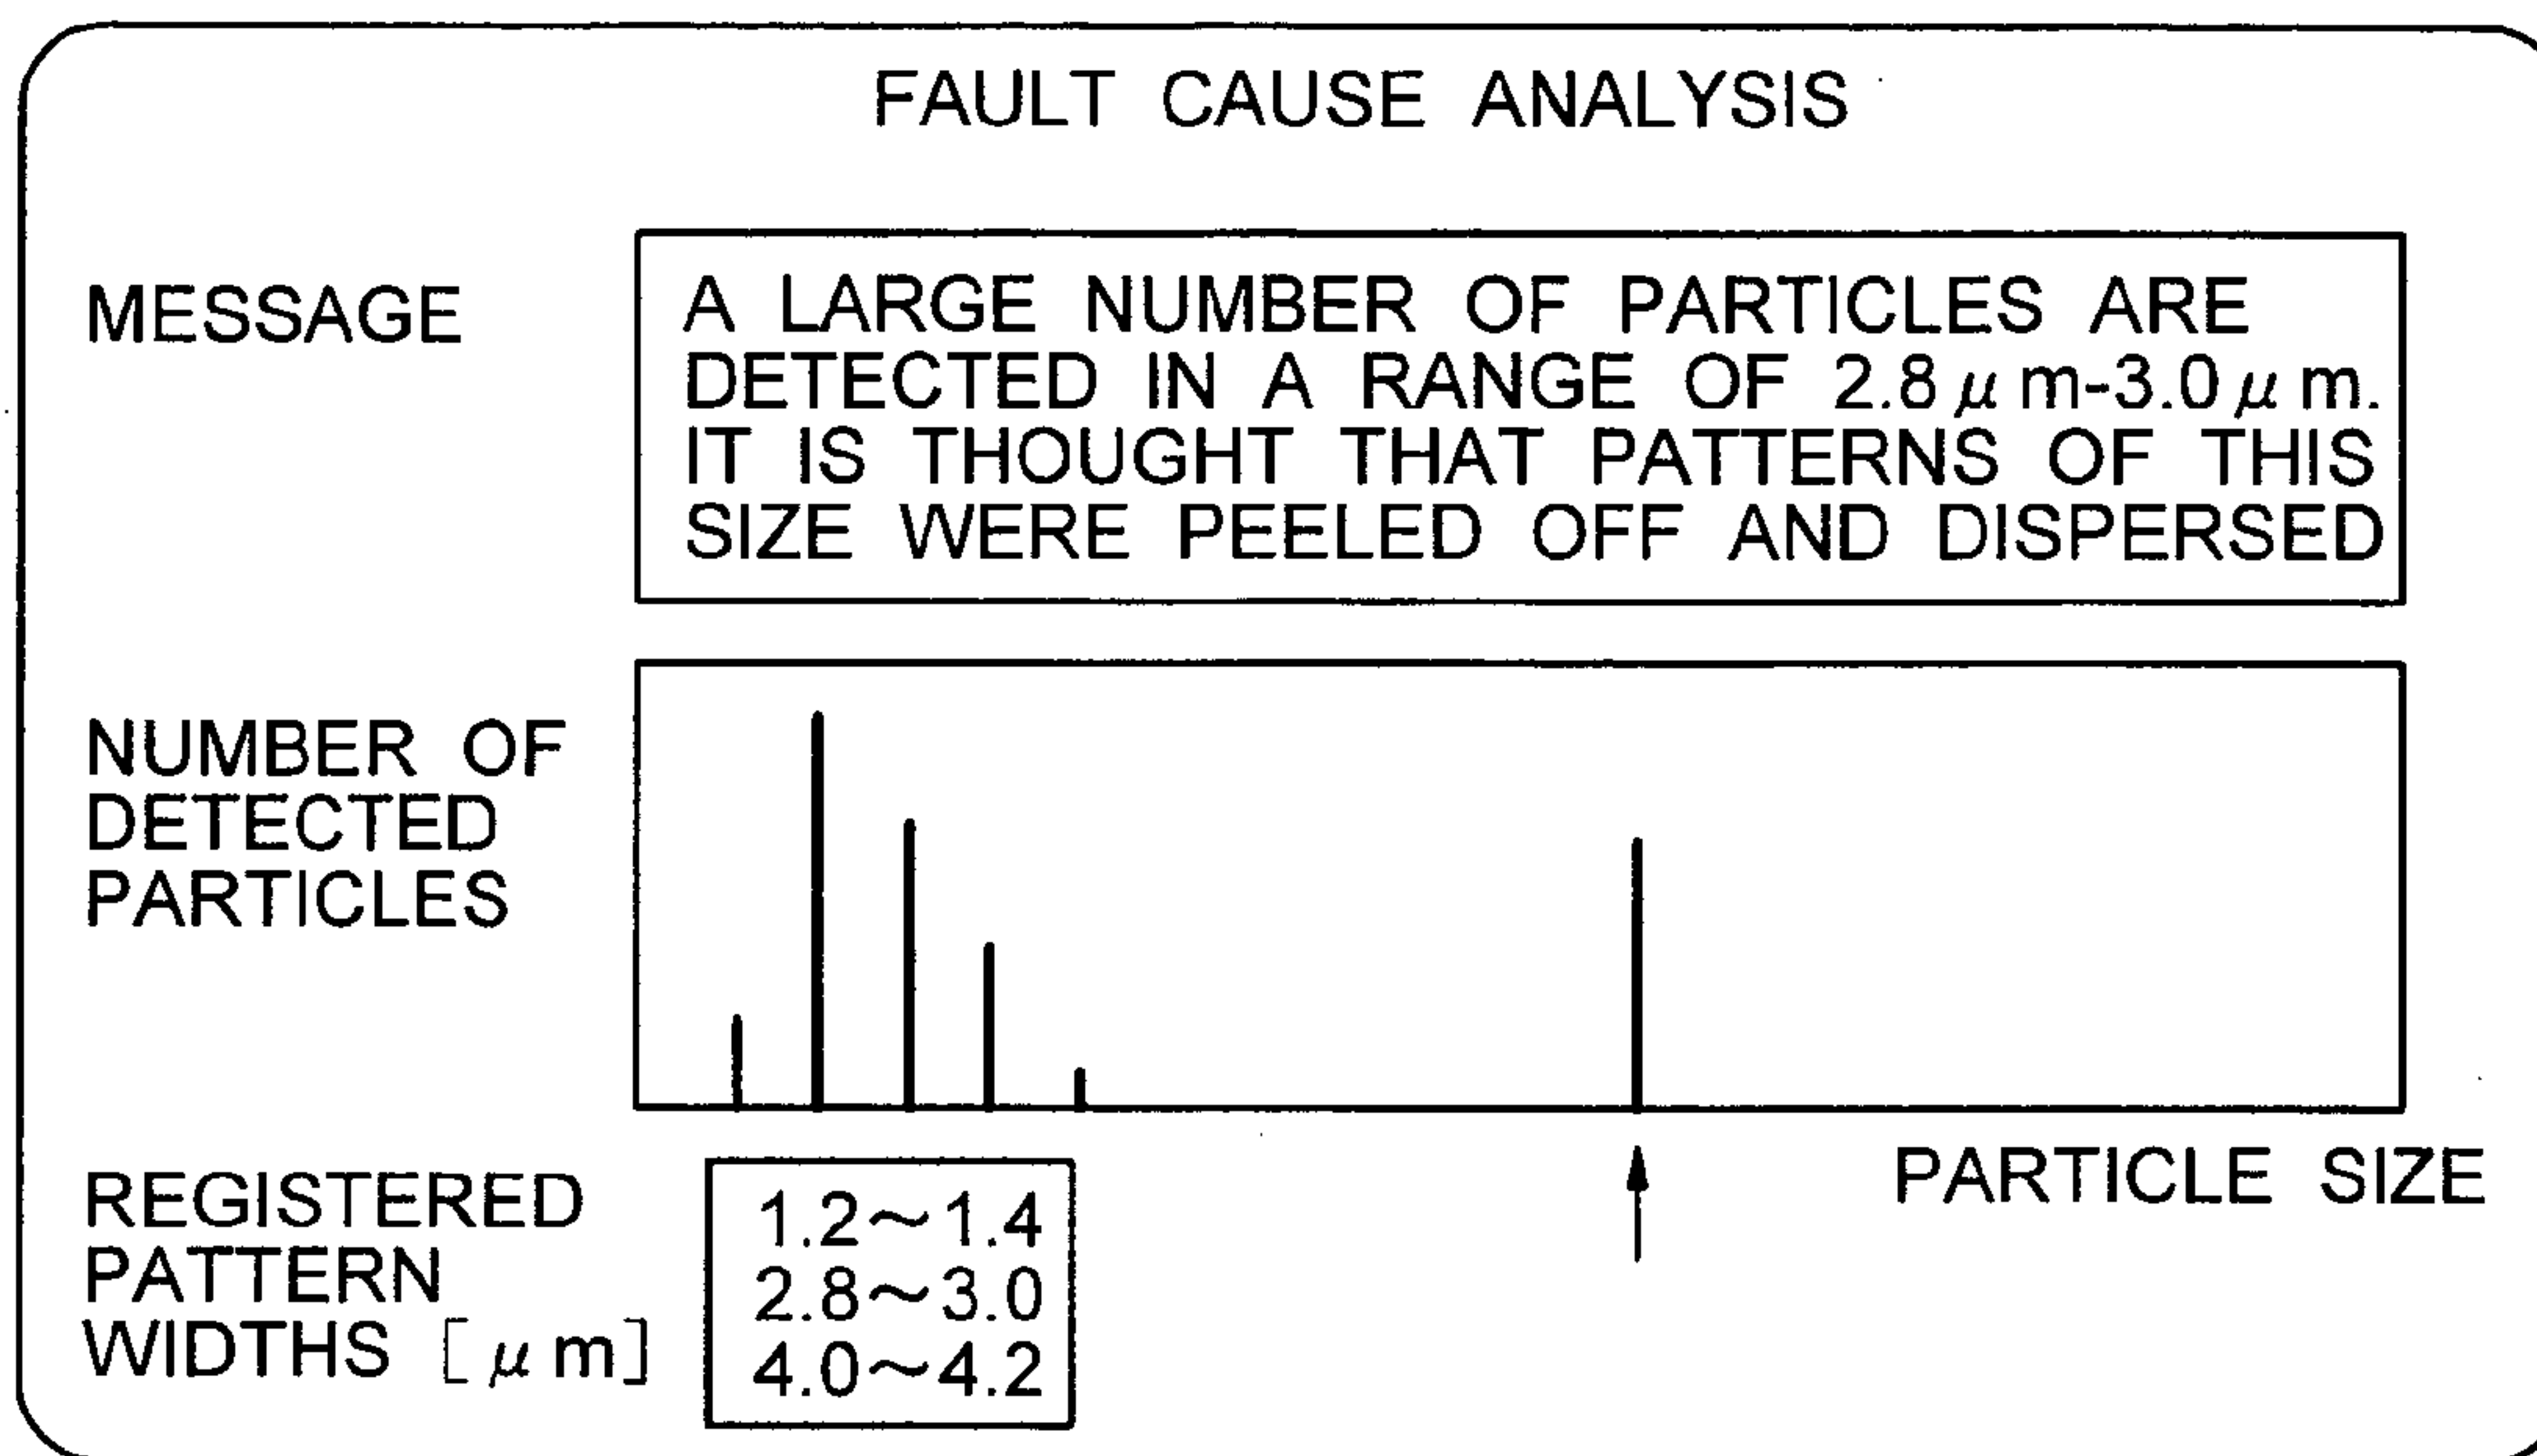 FAULT CAUSE ANALYSIS
MESSAGE
A LARGE NUMBER OF PARTICLES ARE
DETECTED IN A RANGE OF 2.8μm-3.0μm.
IT IS THOUGHT THAT PATTERNS OF THIS
SIZE WERE PEELED OFF AND DISPERSED
NUMBER OF
DETECTED
PARTICLES
PARTICLE SIZE
REGISTERED
PATTERN
WIDTHS [μm]
1.2~1.4
2.8~3.0
4.0~4.2